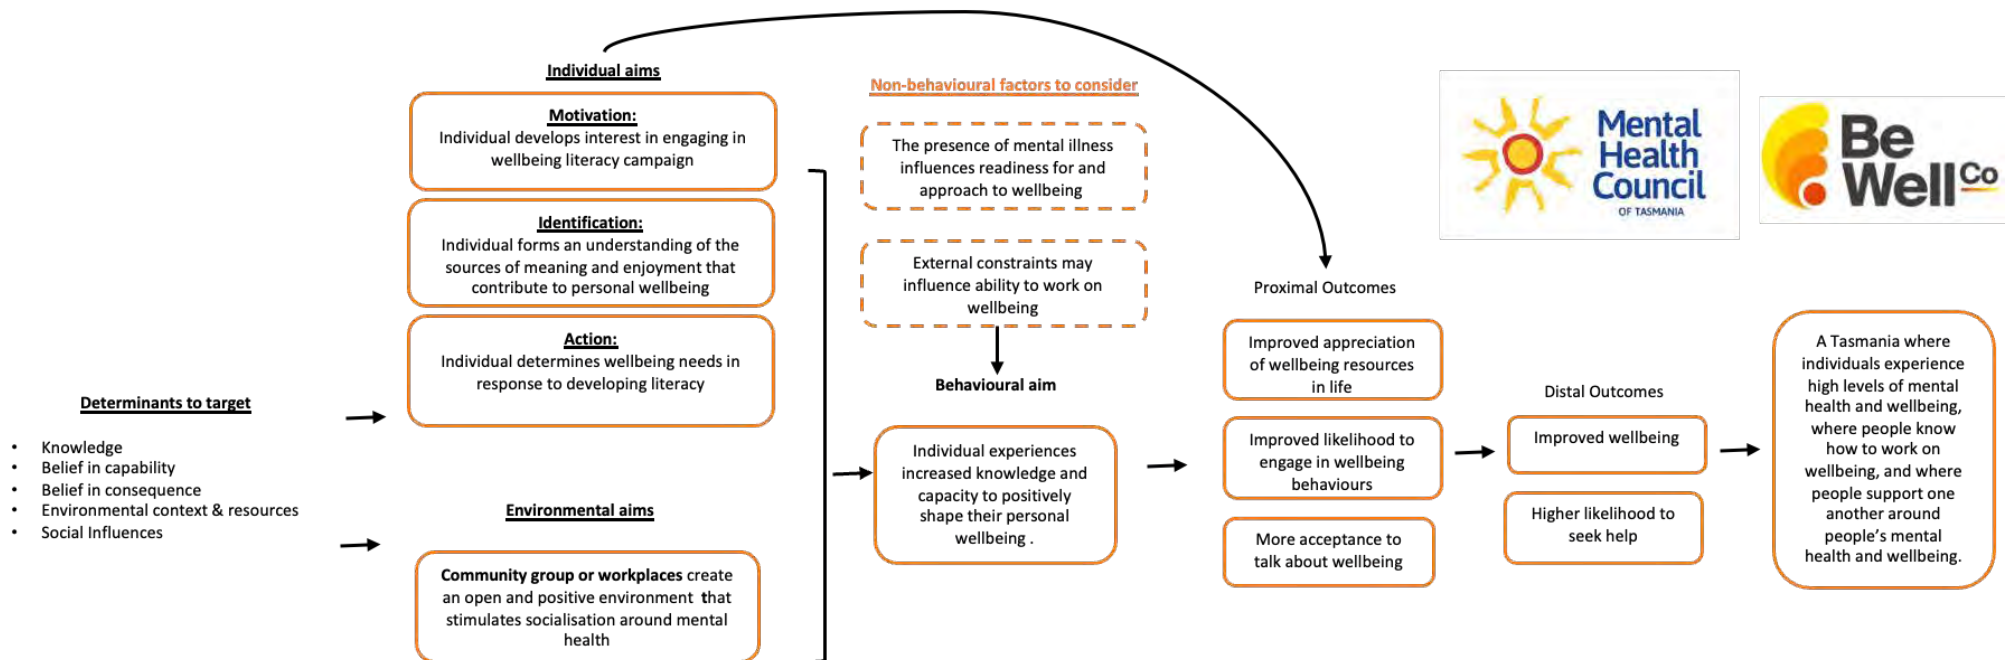 Individual aims
Motivation:
Individual develops interest in engaging in
wellbeing literacy campaign
Identification:
Individual forms an understanding of the
sources of meaning and enjoyment that
contribute to personal wellbeing
Action:
Individual determines wellbeing needs in
response to developing literacy
Determinants to target
• Knowledge
• Belief in capability
• Belief in consequence
• Environmental context & resources
• Social Influences
Environmental aims
Community group or workplaces create
an open and positive environment that
stimulates socialisation around mental
health
Non-behavioural factors to consider
The presence of mental illness
influences readiness for and
approach to wellbeing
External constraints may
influence ability to work on
wellbeing
Behavioural aim
Individual experiences
increased knowledge and
capacity to positively
shape their personal
wellbeing .
Proximal Outcomes
Improved appreciation
of wellbeing resources
in life
Improved likelihood to
engage in wellbeing
behaviours
More acceptance to
talk about wellbeing
Distal Outcomes
Improved wellbeing
Higher likelihood to
seek help
Mental
Health
Council
OF TASMANIA
Be
Well Co
A Tasmania where
individuals experience
high levels of mental
health and wellbeing,
where people know
how to work on
wellbeing, and where
people support one
another around
people's mental
health and wellbeing.